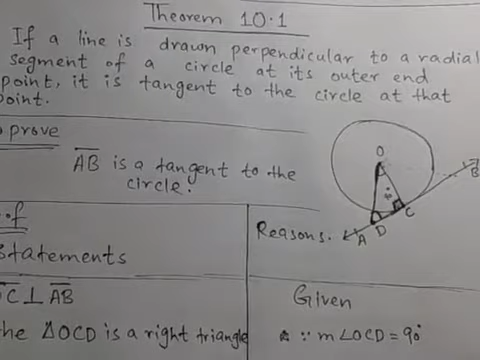 Theorem 10.1
If a line is drawn perpendicular to a radial
segment of a circle at its outer end
point, it is tangent to the circle at that
point.
prove
AB is a tangent to the
circle.
O
B
A D C
Reasons.
Statements
OC ⊥ AB
Given
the ΔOCD is a right triangle
∵ m∠OCD = 90°